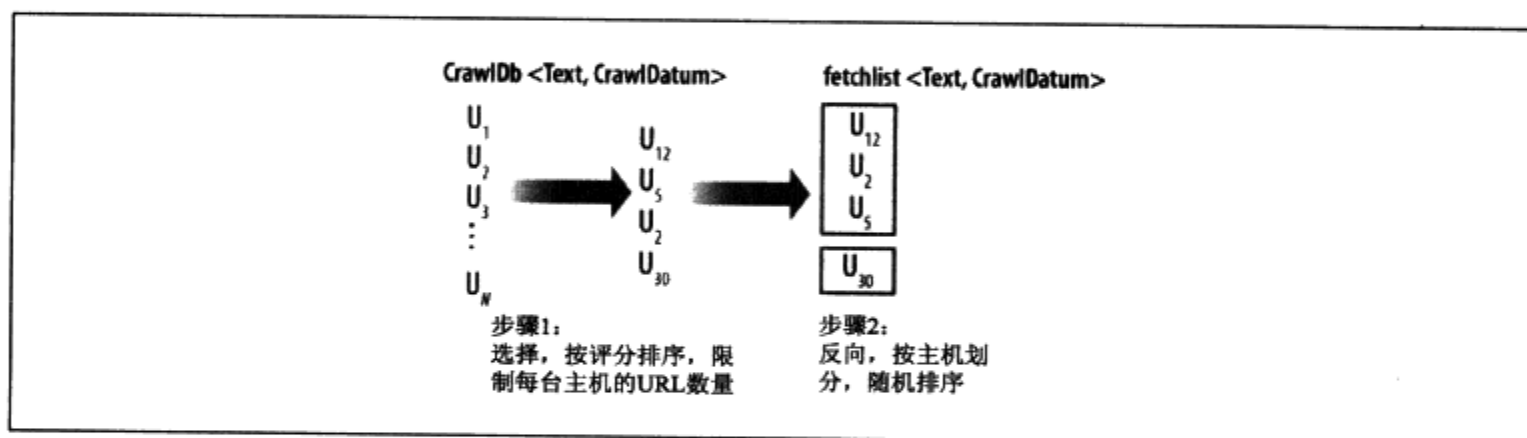 CrawlDb <Text, CrawlDatum>
U₁
U₂
U₃
⋮
U_N
U₁₂
U₅
U₂
U₃₀
步骤1:
选择，按评分排序，限
制每台主机的URL数量
fetchlist <Text, CrawlDatum>
U₁₂
U₂
U₅
U₃₀
步骤2:
反向，按主机划
分，随机排序